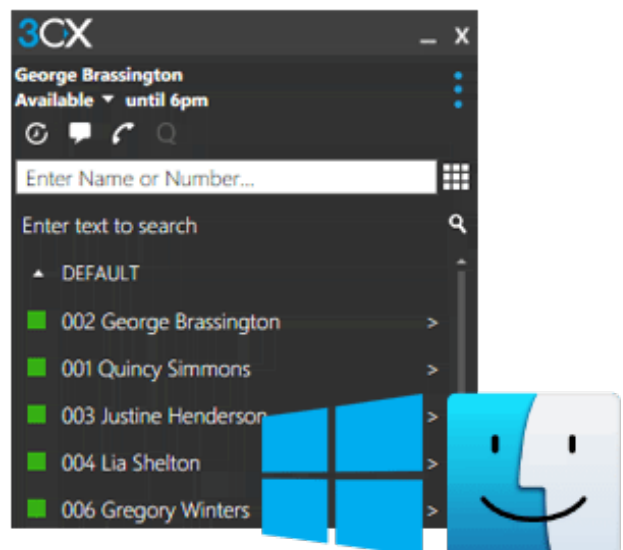 3CX
George Brassington
Available until 6pm
Q
Enter Name or Number...
Enter text to search
DEFAULT
002 George Brassington
001 Quincy Simmons
003 Justine Henderson
004 Lia Shelton
006 Gregory Winters